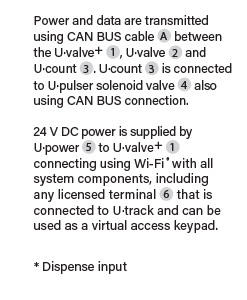 Power and data are transmitted
using CAN BUS cable A between
the U·valve+ 1, U·valve 2 and
U·count 3. U·count 3 is connected
to U·pulser solenoid valve 4 also
using CAN BUS connection.
24 V DC power is supplied by
U·power 5 to U·valve+ 1
connecting using Wi-Fi* with all
system components, including
any licensed terminal 6 that is
connected to U·track and can be
used as a virtual access keypad.
* Dispense input